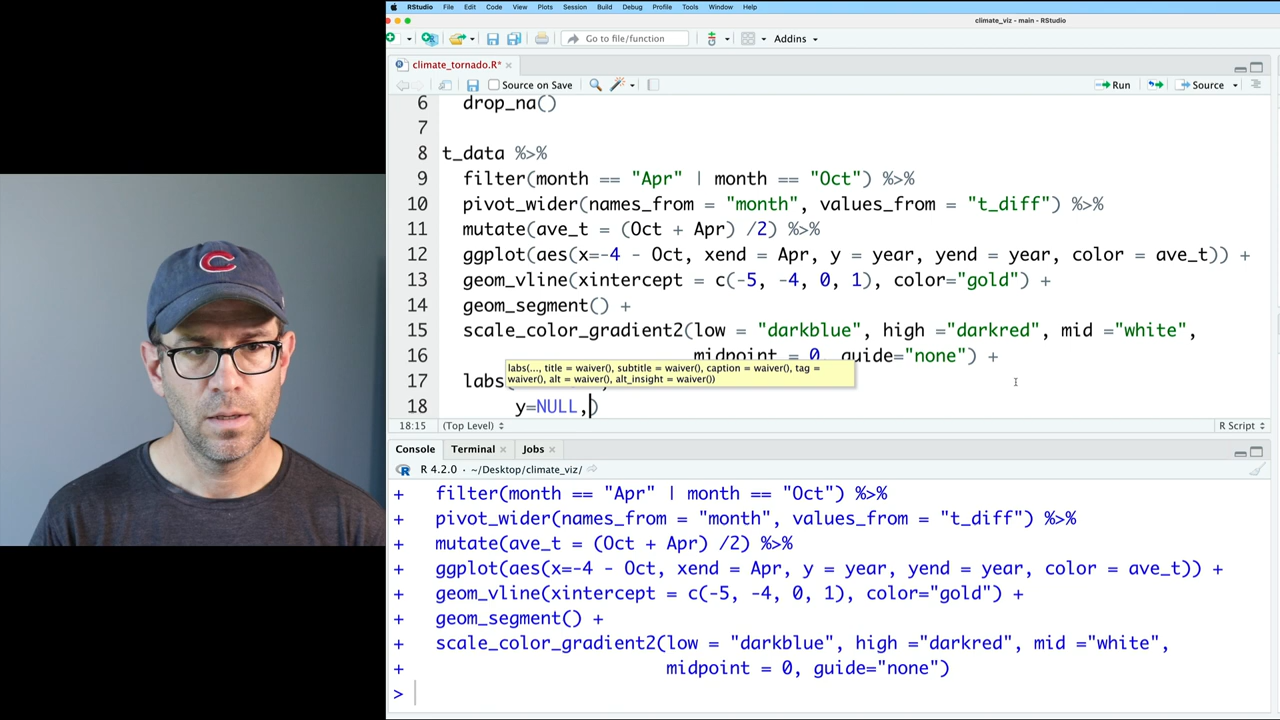 RStudio File Edit Code View Plots Session Build Debug Profile Tools Window Help
climate_viz - main - RStudio
Go to file/function Addins
climate_tornado.R*
Source on Save Run Source
6 drop_na()
7
8 t_data %>%
9 filter(month == "Apr" | month == "Oct") %>%
10 pivot_wider(names_from = "month", values_from = "t_diff") %>%
11 mutate(ave_t = (Oct + Apr) /2) %>%
12 ggplot(aes(x=-4 - Oct, xend = Apr, y = year, yend = year, color = ave_t)) +
13 geom_vline(xintercept = c(-5, -4, 0, 1), color="gold") +
14 geom_segment() +
15 scale_color_gradient2(low = "darkblue", high ="darkred", mid ="white",
16 midpoint = 0, guide="none") +
labs(..., title = waiver(), subtitle = waiver(), caption = waiver(), tag =
waiver(), alt = waiver(), alt_insight = waiver())
17 labs
18 y=NULL,)
18:15 (Top Level) R Script
Console Terminal Jobs
R 4.2.0 · ~/Desktop/climate_viz/
+ filter(month == "Apr" | month == "Oct") %>%
+ pivot_wider(names_from = "month", values_from = "t_diff") %>%
+ mutate(ave_t = (Oct + Apr) /2) %>%
+ ggplot(aes(x=-4 - Oct, xend = Apr, y = year, yend = year, color = ave_t)) +
+ geom_vline(xintercept = c(-5, -4, 0, 1), color="gold") +
+ geom_segment() +
+ scale_color_gradient2(low = "darkblue", high ="darkred", mid ="white",
+ midpoint = 0, guide="none")
>